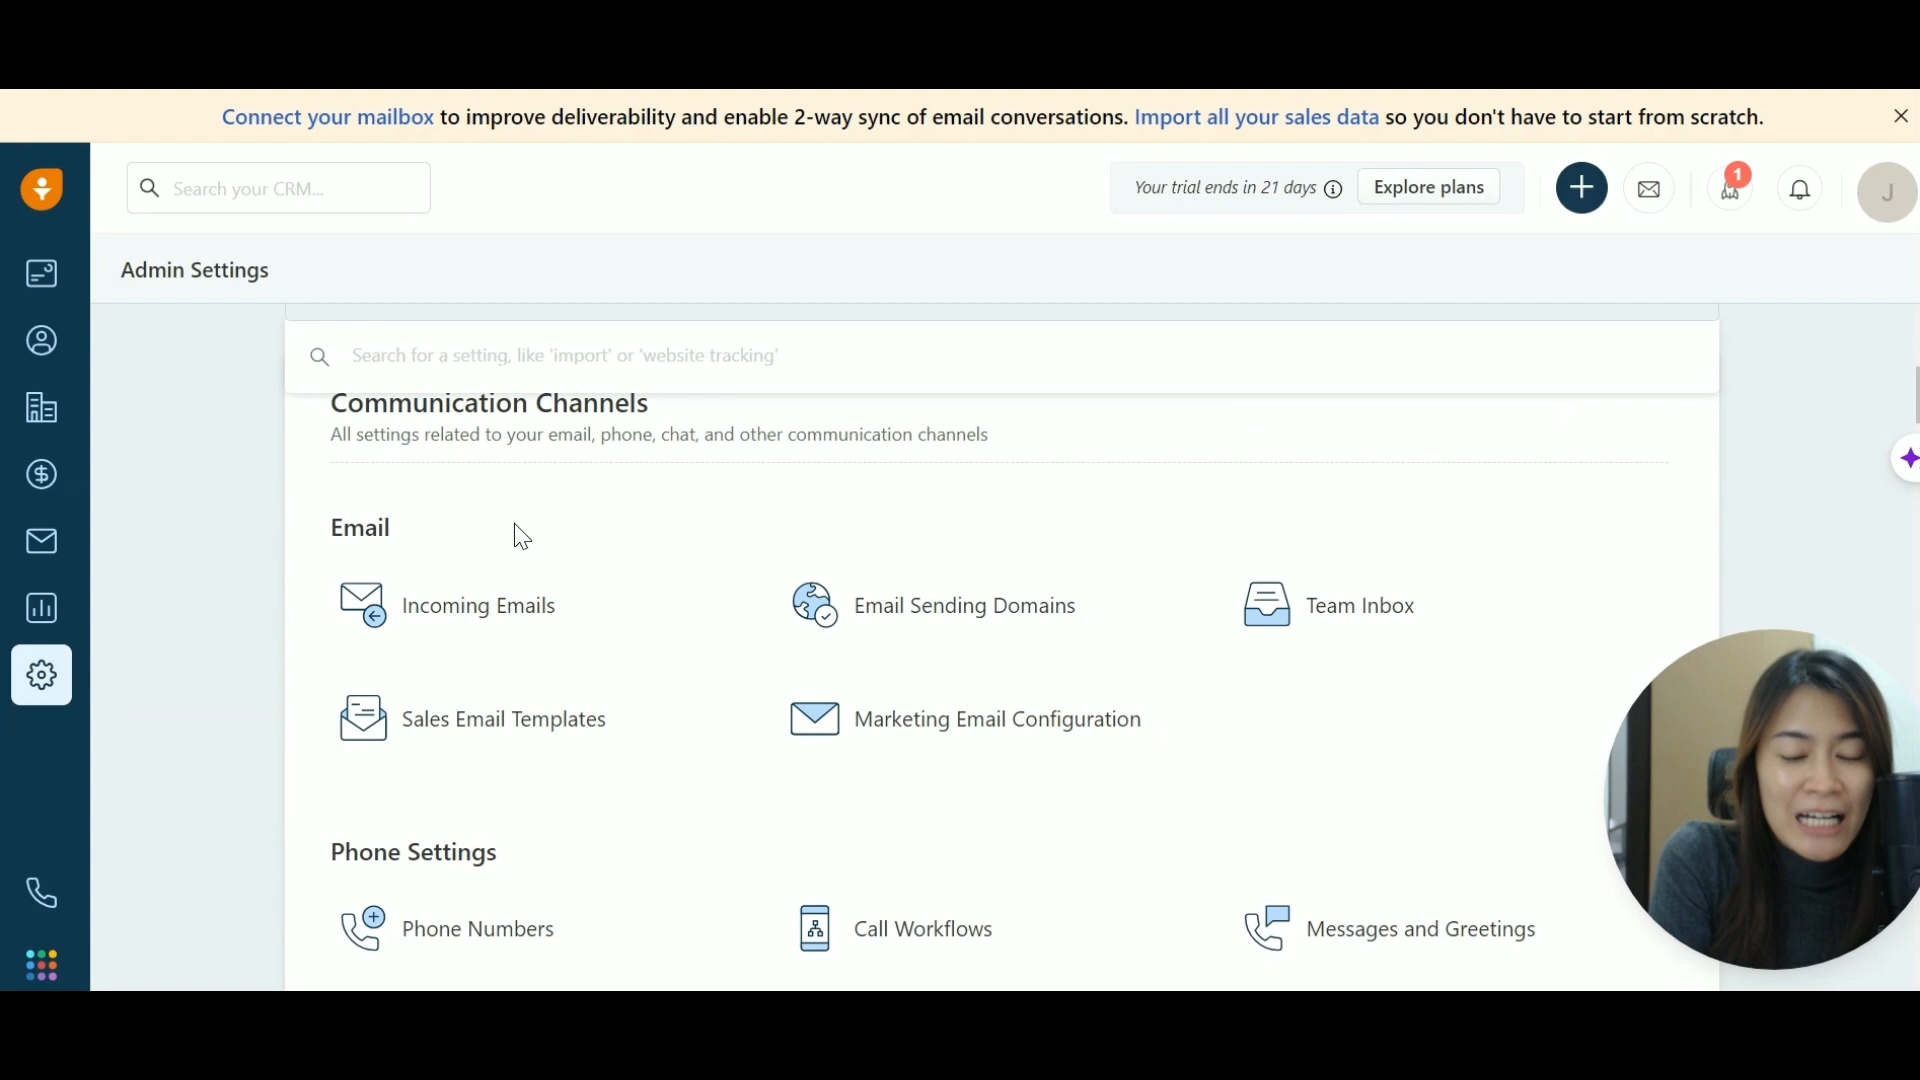 Connect your mailbox to improve deliverability and enable 2-way sync of email conversations. Import all your sales data so you don't have to start from scratch.
Search your CRM...
Your trial ends in 21 days
Explore plans
1
J
Admin Settings
Search for a setting, like 'import' or 'website tracking'
Communication Channels
All settings related to your email, phone, chat, and other communication channels
Email
Incoming Emails
Email Sending Domains
Team Inbox
Sales Email Templates
Marketing Email Configuration
Phone Settings
Phone Numbers
Call Workflows
Messages and Greetings